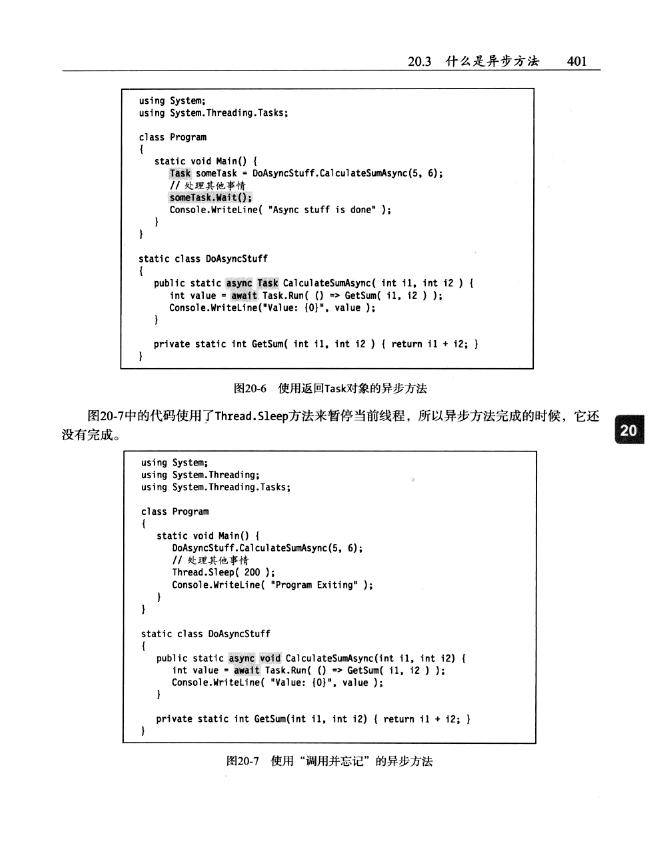 20.3 什么是异步方法 401
using System;
using System.Threading.Tasks;
class Program
{
static void Main() {
Task someTask = DoAsyncStuff.CalculateSumAsync(5, 6);
// 处理其他事情
someTask.Wait();
Console.WriteLine( "Async stuff is done" );
}
}
static class DoAsyncStuff
{
public static async Task CalculateSumAsync( int i1, int i2 ) {
int value = await Task.Run( () => GetSum( i1, i2 ) );
Console.WriteLine("Value: {0}", value );
}
private static int GetSum( int i1, int i2 ) { return i1 + i2; }
}
图20-6 使用返回Task对象的异步方法
图20-7中的代码使用了Thread.Sleep方法来暂停当前线程，所以异步方法完成的时候，它还
没有完成。
20
using System;
using System.Threading;
using System.Threading.Tasks;
class Program
{
static void Main() {
DoAsyncStuff.CalculateSumAsync(5, 6);
// 处理其他事情
Thread.Sleep( 200 );
Console.WriteLine( "Program Exiting" );
}
}
static class DoAsyncStuff
{
public static async void CalculateSumAsync(int i1, int i2) {
int value = await Task.Run( () => GetSum( i1, i2 ) );
Console.WriteLine( "Value: {0}", value );
}
private static int GetSum(int i1, int i2) { return i1 + i2; }
}
图20-7 使用“调用并忘记”的异步方法